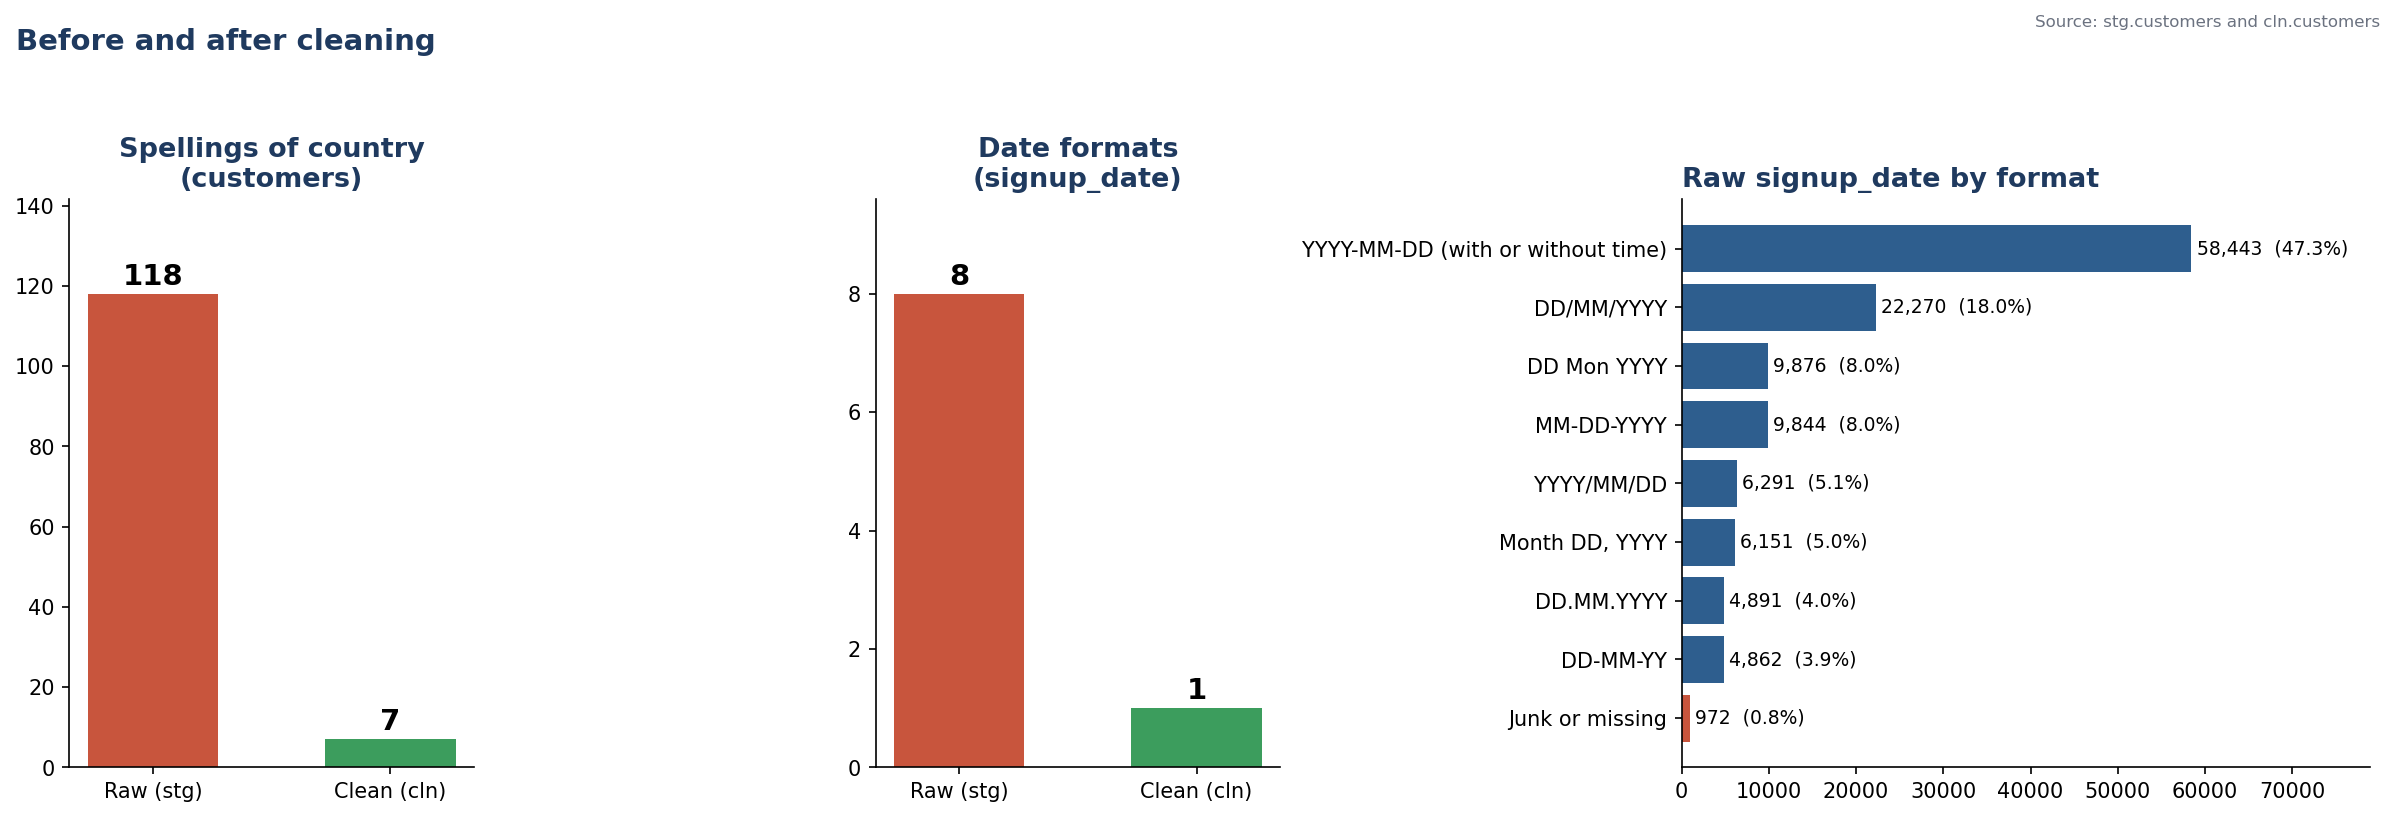 Before and after cleaning
Source: stg.customers and cln.customers
Spellings of country
(customers)
140
120
100
80
60
40
20
0
118
7
Raw (stg)
Clean (cln)
Date formats
(signup_date)
8
6
4
2
0
8
1
Raw (stg)
Clean (cln)
Raw signup_date by format
YYYY-MM-DD (with or without time) 58,443 (47.3%)
DD/MM/YYYY 22,270 (18.0%)
DD Mon YYYY 9,876 (8.0%)
MM-DD-YYYY 9,844 (8.0%)
YYYY/MM/DD 6,291 (5.1%)
Month DD, YYYY 6,151 (5.0%)
DD.MM.YYYY 4,891 (4.0%)
DD-MM-YY 4,862 (3.9%)
Junk or missing 972 (0.8%)
0 10000 20000 30000 40000 50000 60000 70000